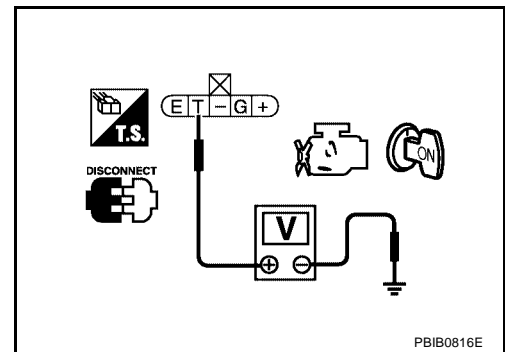 E T − G +
T.S.
DISCONNECT
ON
V
+ −
PBIB0816E